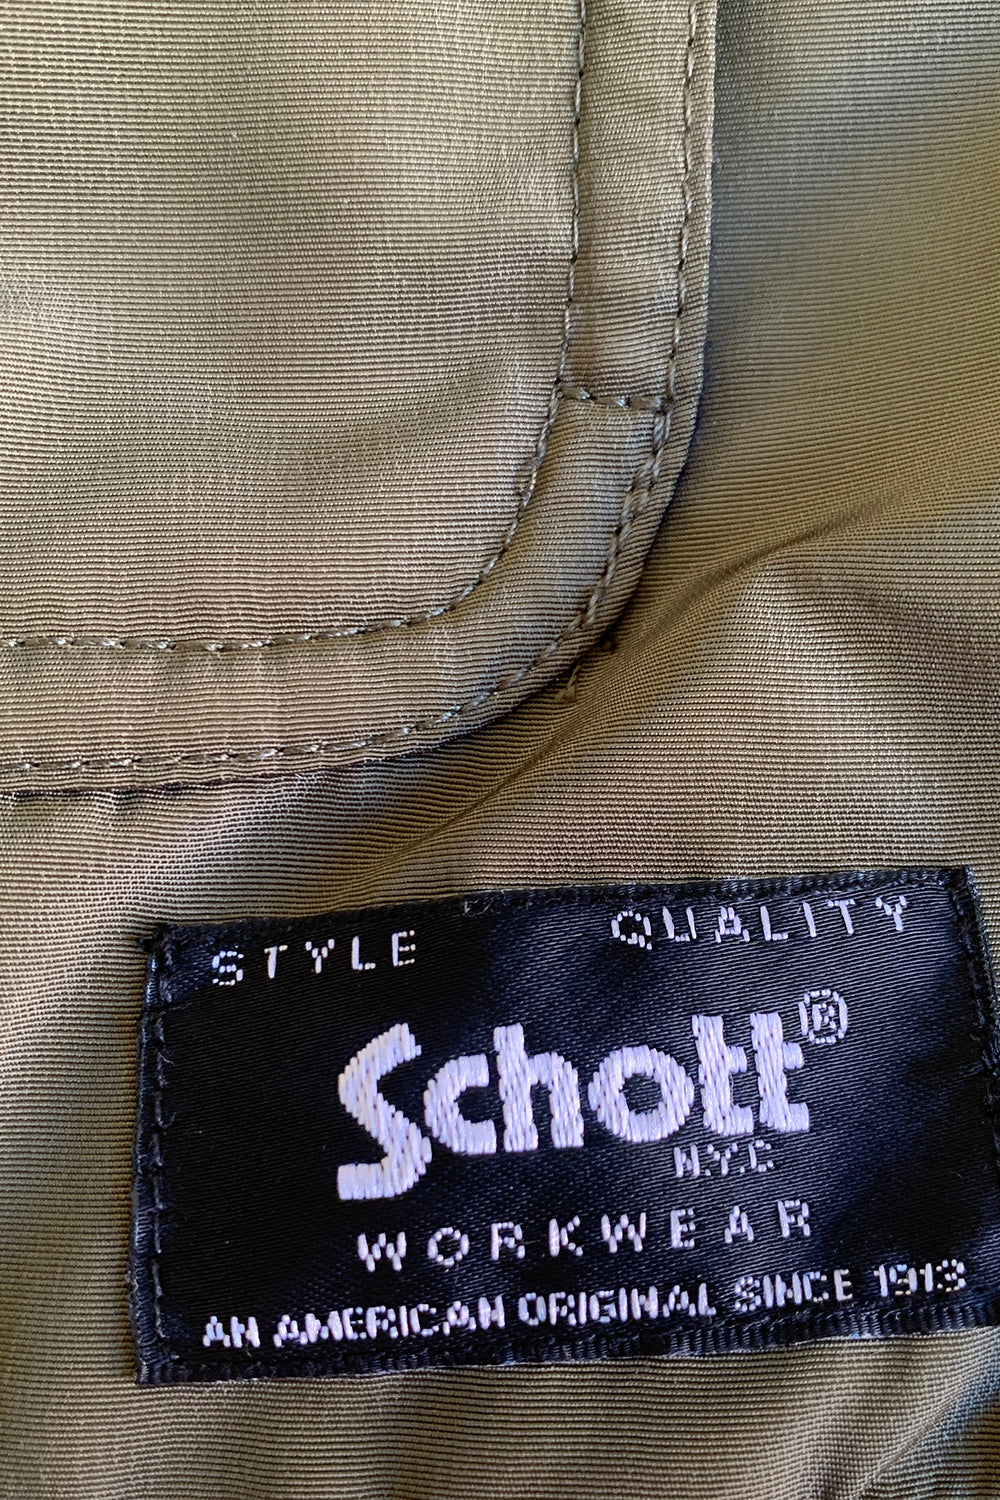 STYLE QUALITY
Schott®
N.Y.C
WORKWEAR
AN AMERICAN ORIGINAL SINCE 1913